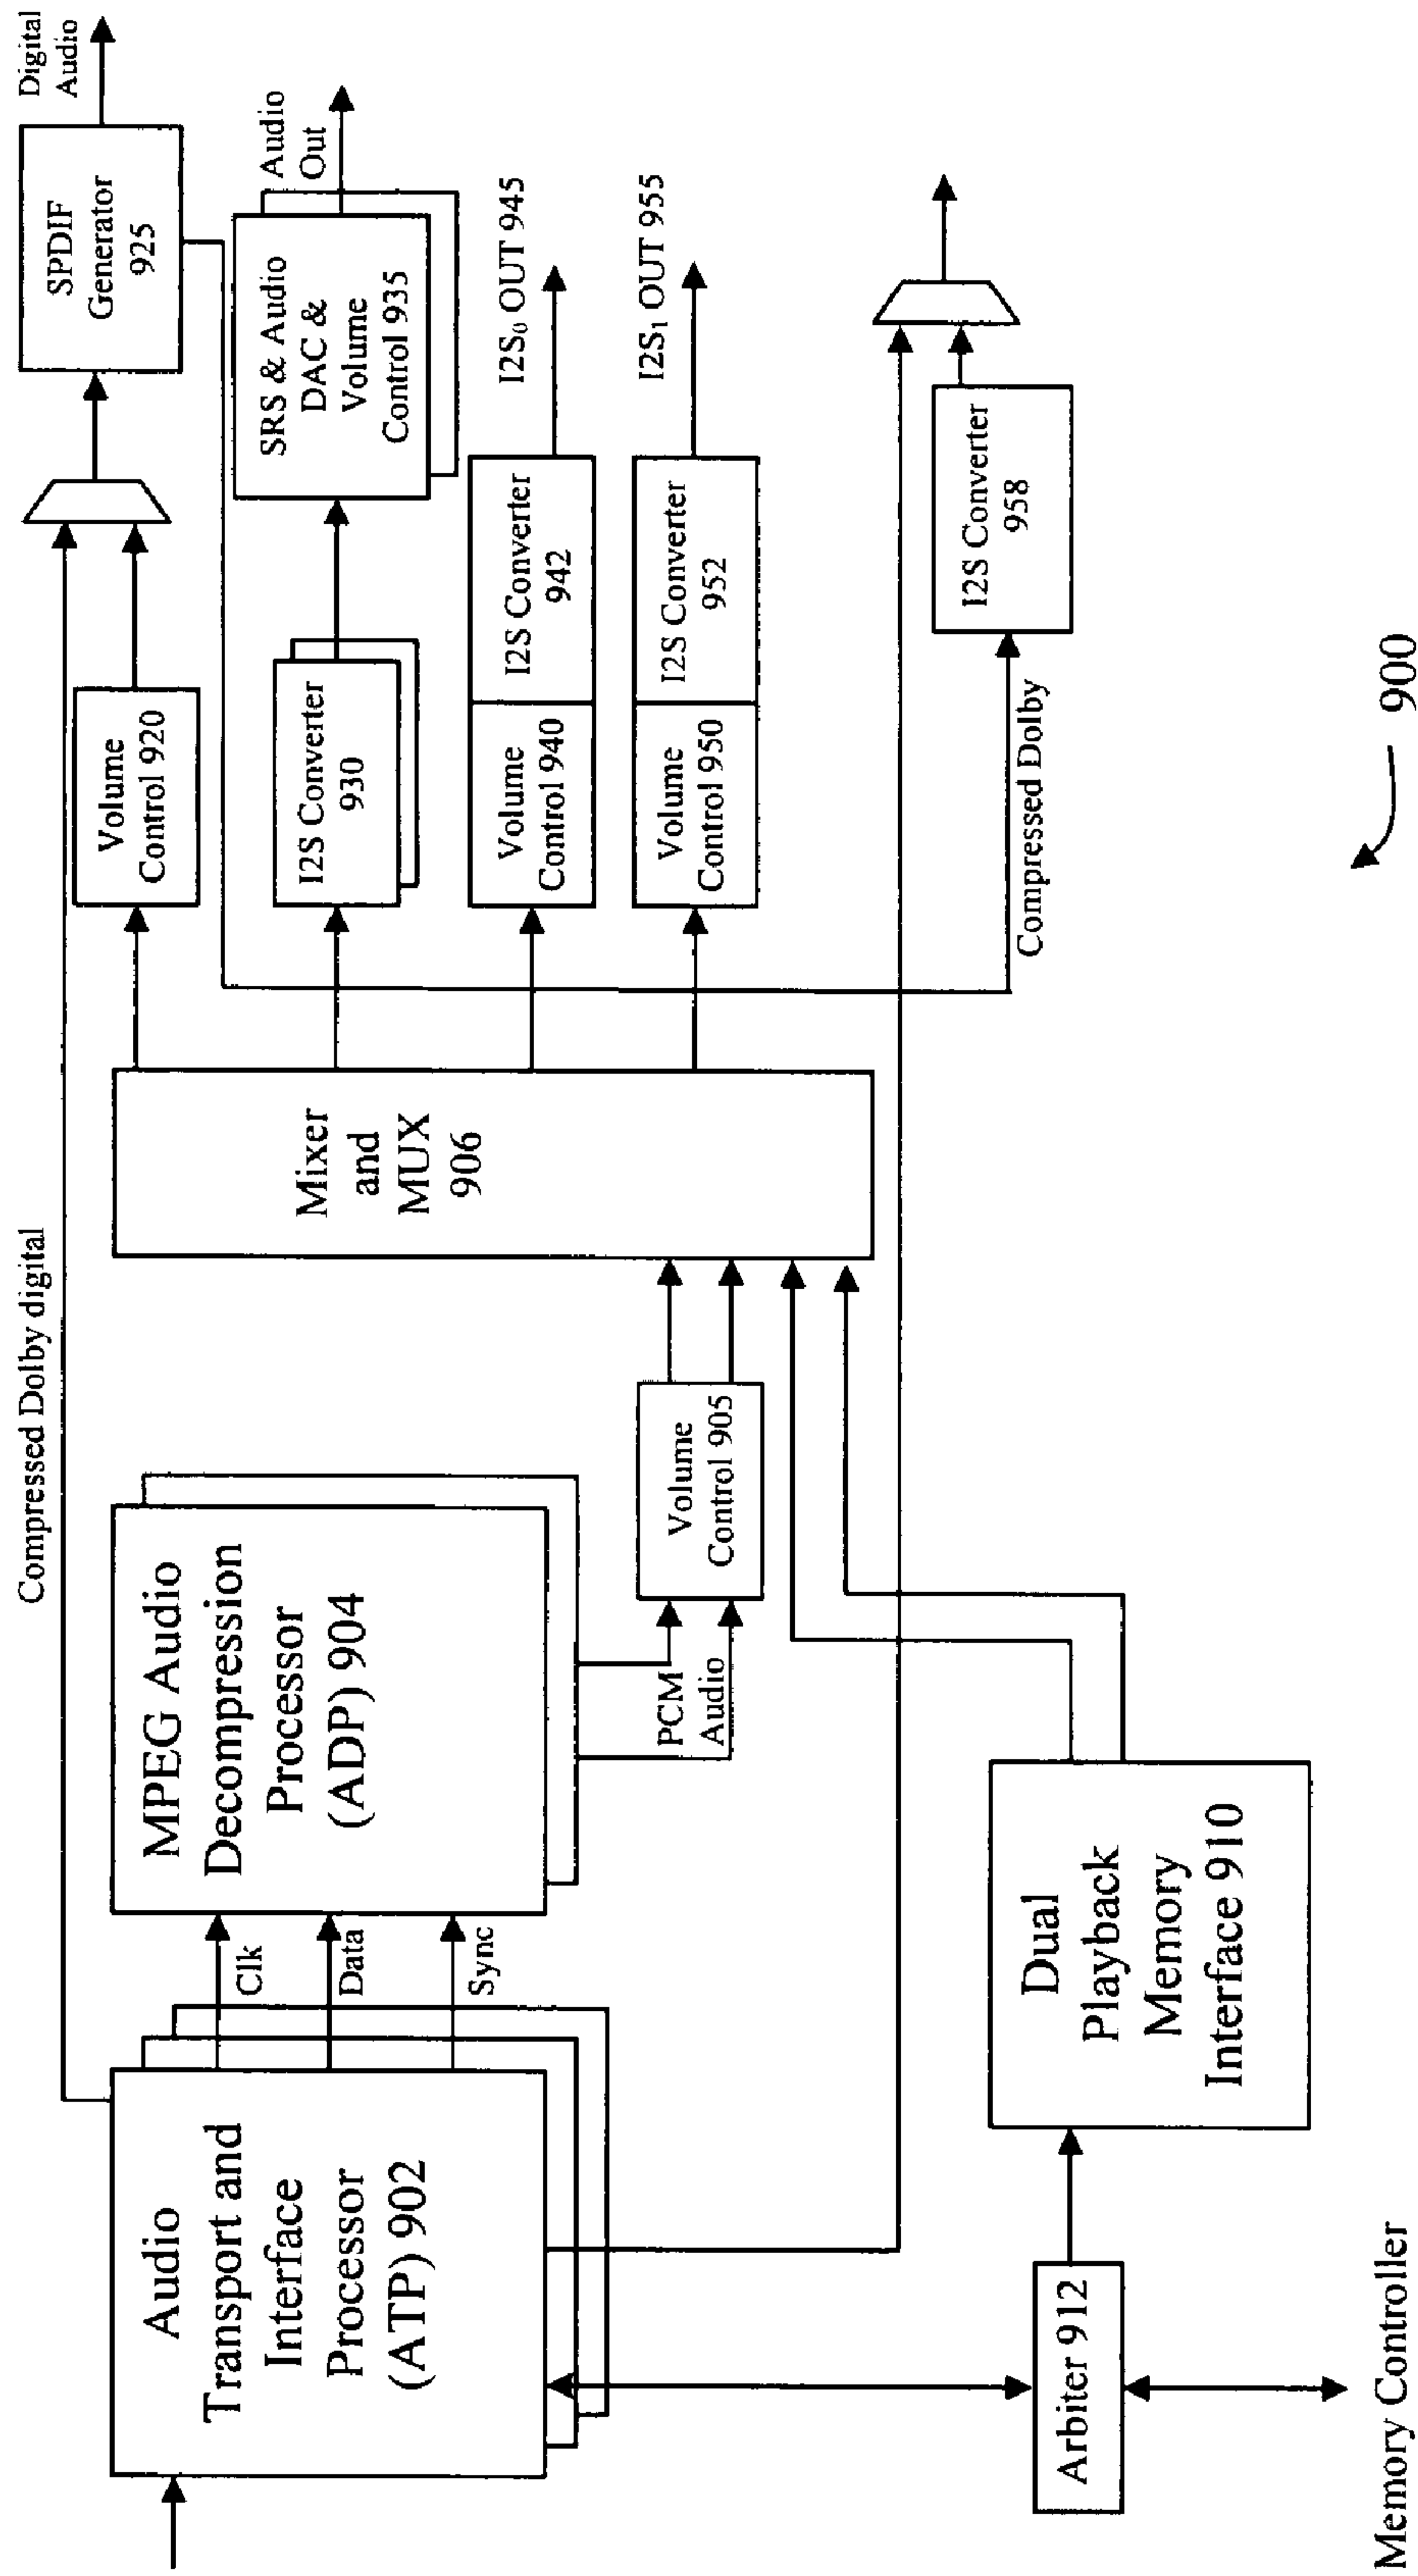 Compressed Dolby digital
Digital
Audio
SPDIF
Generator
925
Volume
Control 920
Audio
Out
SRS & Audio
DAC &
Volume
Control 935
I2S Converter
930
I2S₀ OUT 945
Volume
Control 940
I2S Converter
942
I2S₁ OUT 955
Volume
Control 950
I2S Converter
952
Mixer
and
MUX
906
MPEG Audio
Decompression
Processor
(ADP) 904
Audio
Transport and
Interface
Processor
(ATP) 902
Clk
Data
Sync
PCM
Audio
Volume
Control 905
Compressed Dolby
I2S Converter
958
Dual
Playback
Memory
Interface 910
Arbiter 912
Memory Controller
900